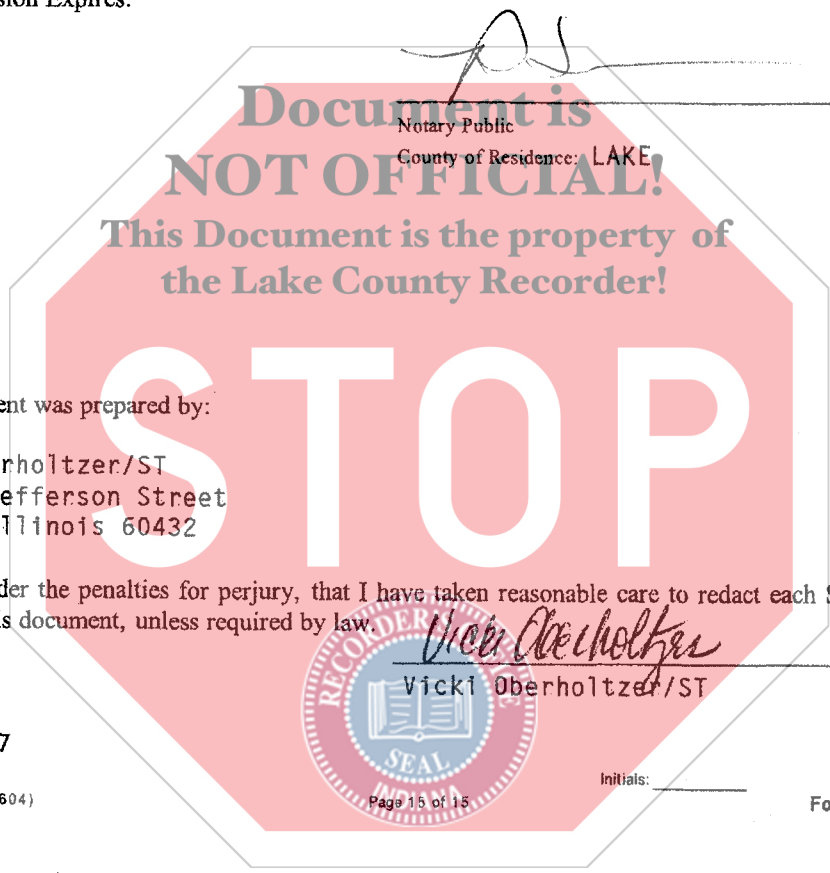 sion Expires:
Document is
Notary Public
County of Residence: LAKE
NOT OFFICIAL!
This Document is the property of
the Lake County Recorder!
STOP
ent was prepared by:
rholtzer/ST
efferson Street
llinois 60432
der the penalties for perjury, that I have taken reasonable care to redact each S
s document, unless required by law.
Vicki Oberholtzer
Vicki Oberholtzer/ST
RECORDER'S OFFICE
SEAL
INDIANA
7
Initials:
604)
Page 15 of 15
Fo